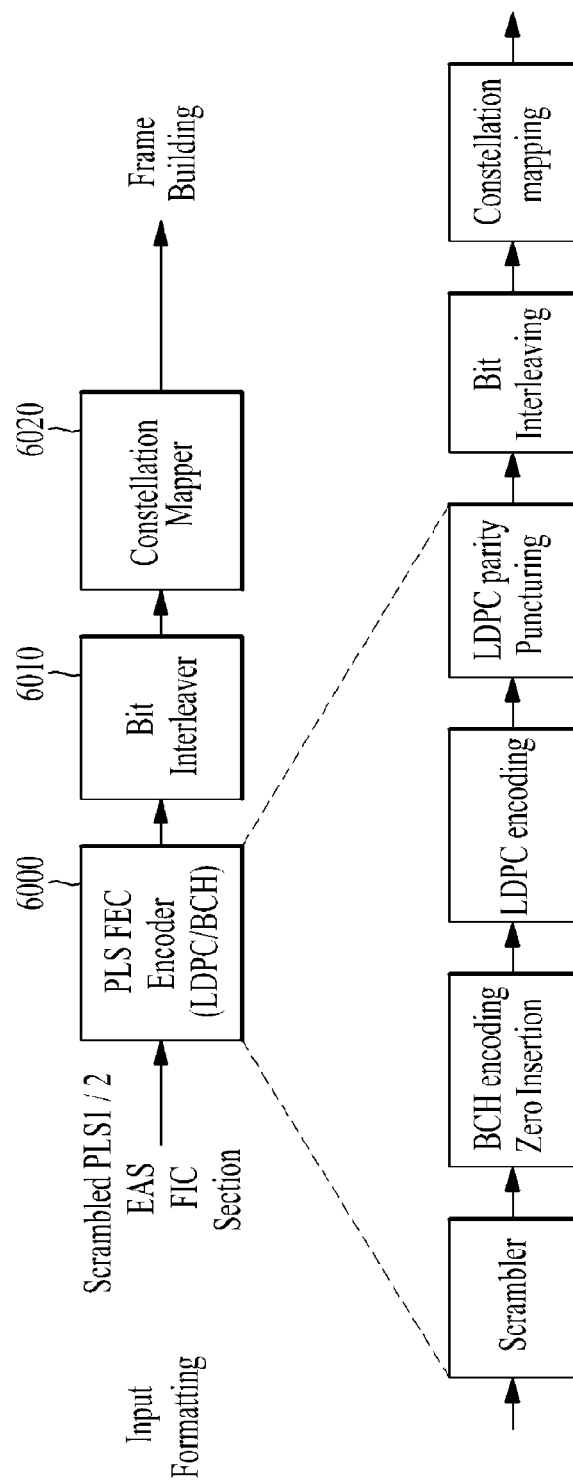 Input
Formatting
Scrambled PLS1 / 2
EAS
FIC
Section
6000
PLS FEC
Encoder
(LDPC/BCH)
6010
Bit
Interleaver
6020
Constellation
Mapper
Frame
Building
Scrambler
BCH encoding
Zero Insertion
LDPC encoding
LDPC parity
Puncturing
Bit
Interleaving
Constellation
mapping